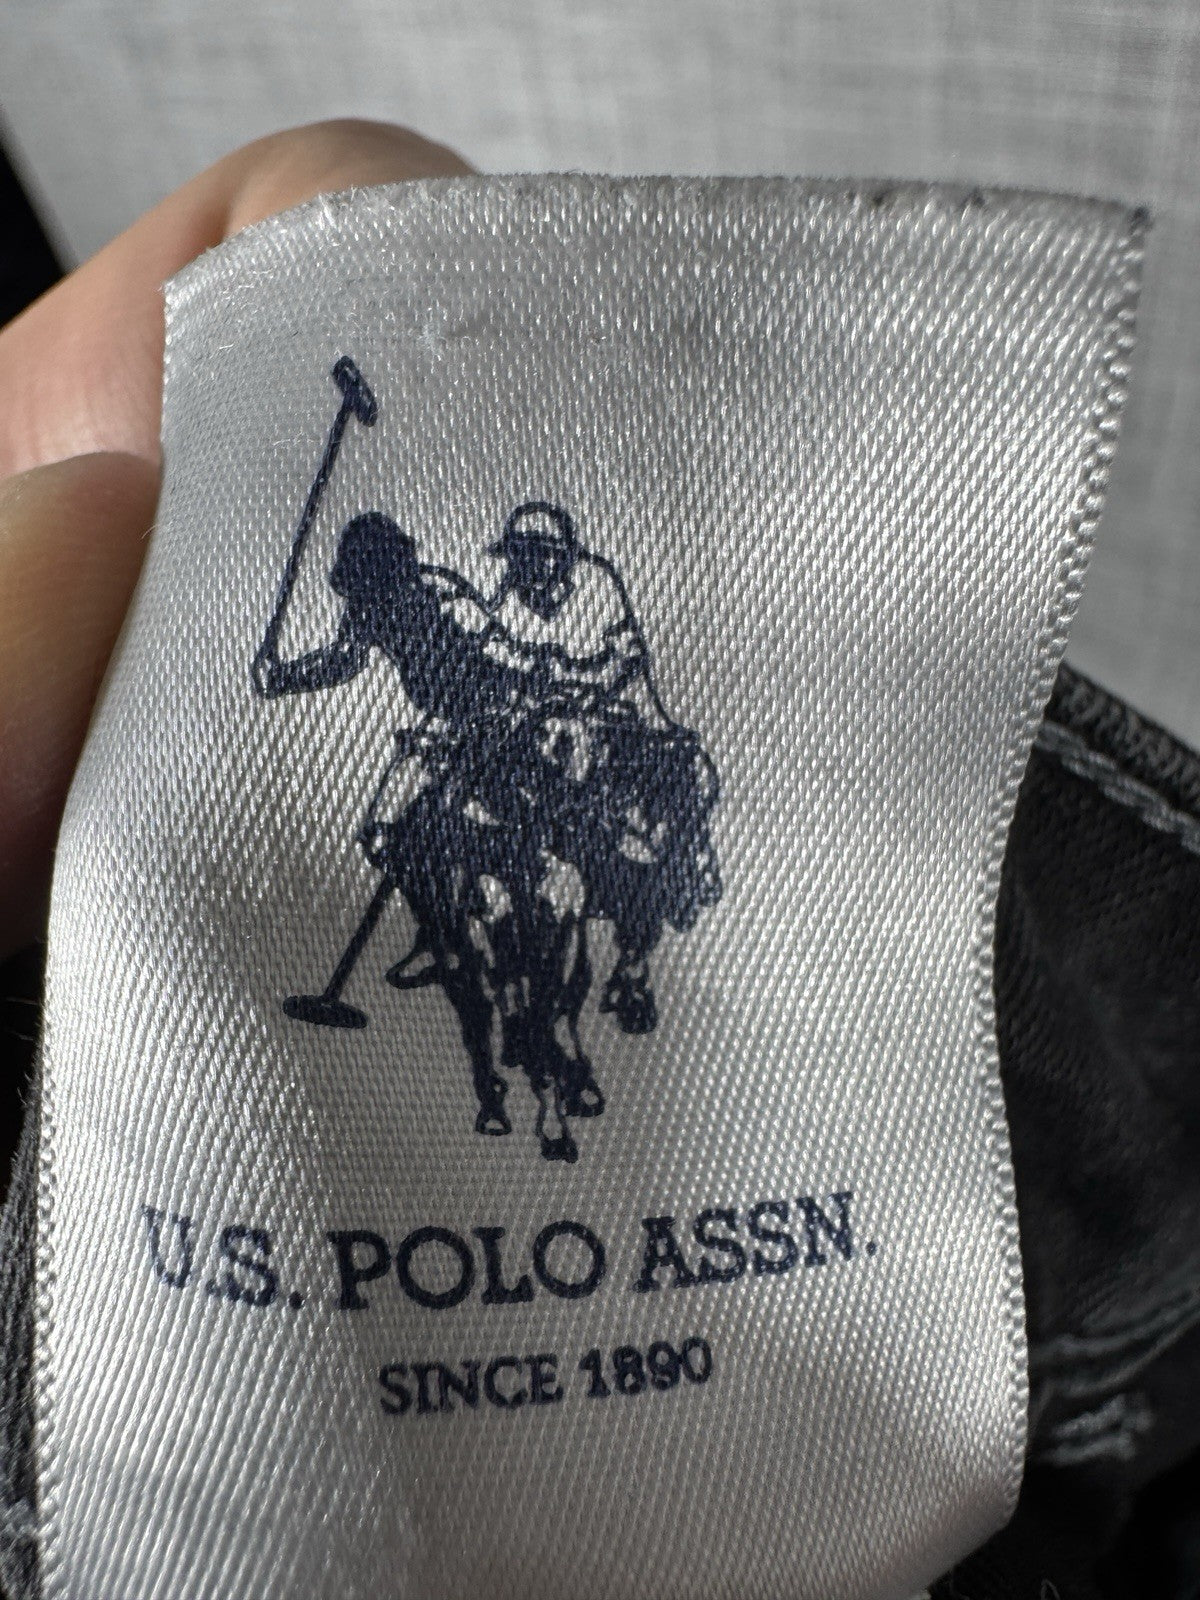 U.S. POLO ASSN.
SINCE 1890